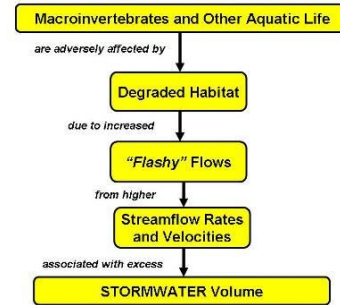 Macroinvertebrates and Other Aquatic Life
are adversely affected by
Degraded Habitat
due to increased
"Flashy" Flows
from higher
Streamflow Rates
and Velocities
associated with excess
STORMWATER Volume